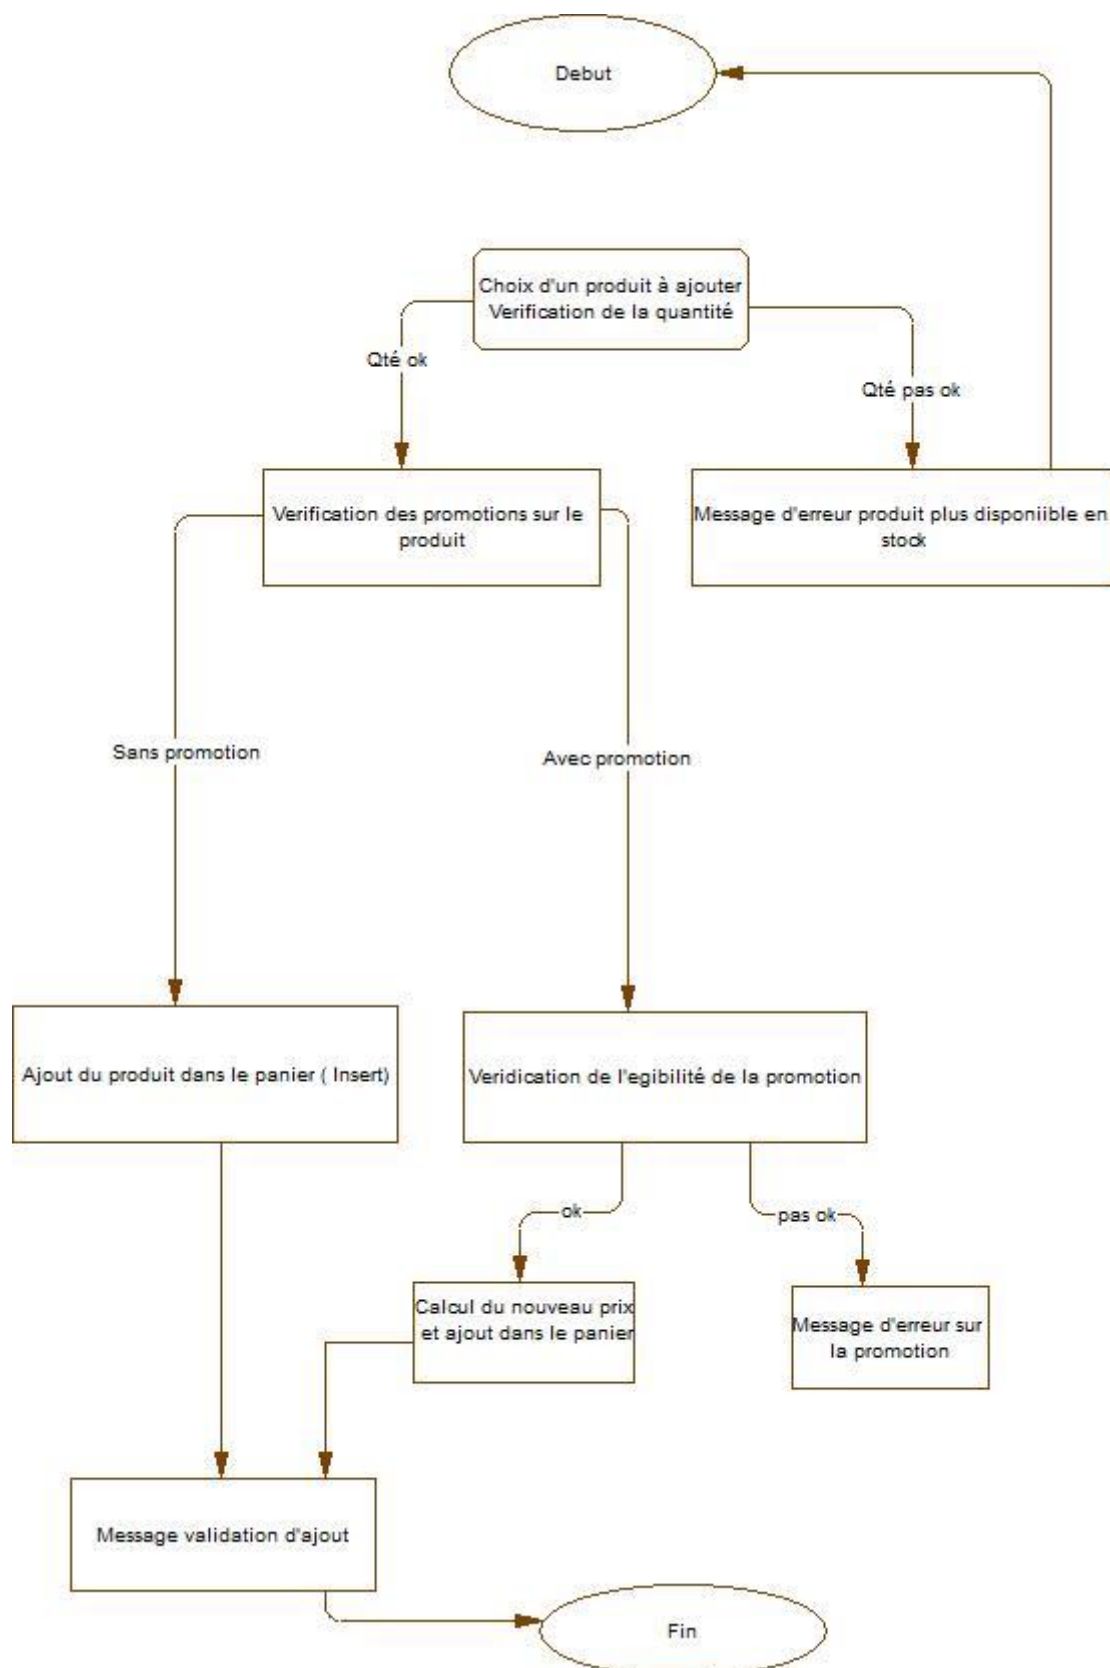 Debut
Choix d'un produit à ajouter
Verification de la quantité
Qté ok
Qté pas ok
Verification des promotions sur le
produit
Message d'erreur produit plus disponiible en
stock
Sans promotion
Avec promotion
Ajout du produit dans le panier ( Insert)
Veridication de l'egibilité de la promotion
ok
pas ok
Calcul du nouveau prix
et ajout dans le panier
Message d'erreur sur
la promotion
Message validation d'ajout
Fin